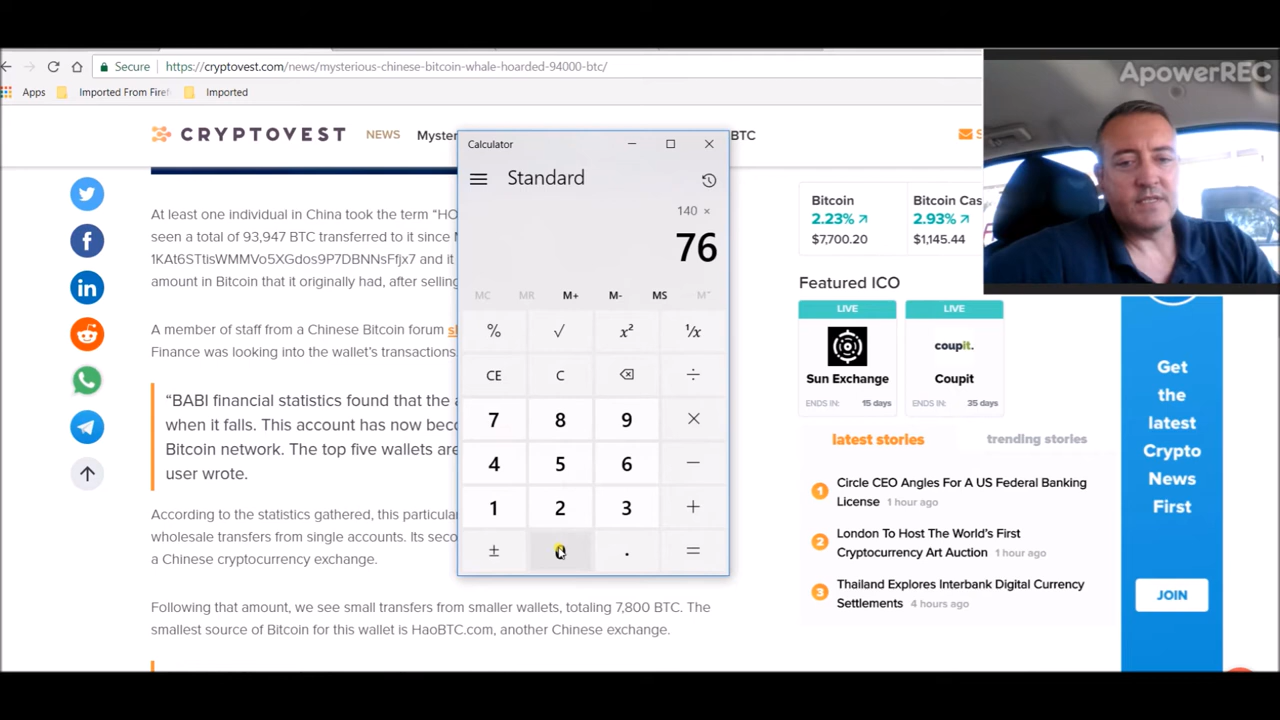 ApowerREC
Secure
https://cryptovest.com/news/mysterious-chinese-bitcoin-whale-hoarded-94000-btc/
Apps
Imported From Firef
Imported
CRYPTOVEST
NEWS
Myster
BTC
At least one individual in China took the term “HO
seen a total of 93,947 BTC transferred to it since
1KAt6STtisWMMVo5XGdos9P7DBNNsFfjx7 and it
amount in Bitcoin that it originally had, after selling
A member of staff from a Chinese Bitcoin forum
Finance was looking into the wallet’s transactions.
“BABI financial statistics found that the a
when it falls. This account has now beco
Bitcoin network. The top five wallets are
user wrote.
According to the statistics gathered, this particular
wholesale transfers from single accounts. Its seco
a Chinese cryptocurrency exchange.
Following that amount, we see small transfers from smaller wallets, totaling 7,800 BTC. The
smallest source of Bitcoin for this wallet is HaoBTC.com, another Chinese exchange.
Calculator
Standard
140 ×
76
MC MR M+ M- MS M˅
% √ x² ¹/x
CE C ÷
7 8 9 ×
4 5 6 −
1 2 3 +
± 0 . =
Bitcoin
2.23%
$7,700.20
Bitcoin Cas
2.93%
$1,145.44
Featured ICO
LIVE
Sun Exchange
ENDS IN: 15 days
LIVE
coupit.
Coupit
ENDS IN: 35 days
latest stories
trending stories
1 Circle CEO Angles For A US Federal Banking
License 1 hour ago
2 London To Host The World’s First
Cryptocurrency Art Auction 1 hour ago
3 Thailand Explores Interbank Digital Currency
Settlements 4 hours ago
Get
the
latest
Crypto
News
First
JOIN